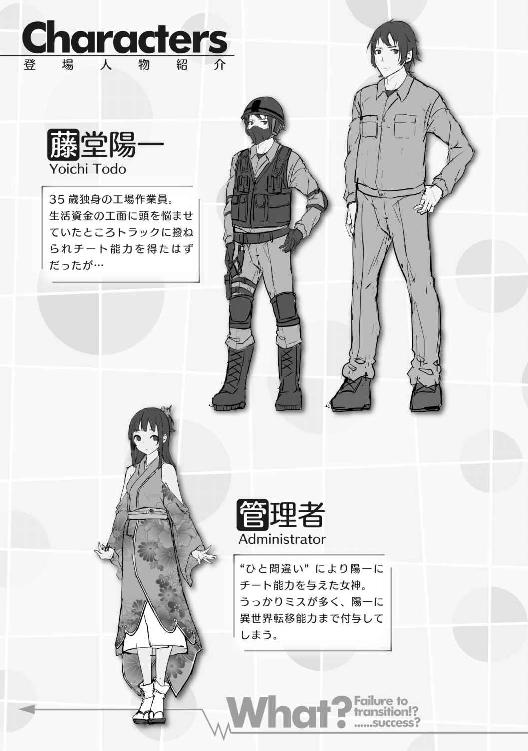 Characters
登場人物紹介
藤堂陽一
Yoichi Todo
35歳独身の工場作業員。
生活資金の工面に頭を悩ませ
ていたところトラックに撥ね
られチート能力を得たはず
だったが…
管理者
Administrator
“ひと間違い”により陽一に
チート能力を与えた女神。
うっかりミスが多く、陽一に
異世界転移能力まで付与して
しまう。
What?
Failure to
transition!?
......success?